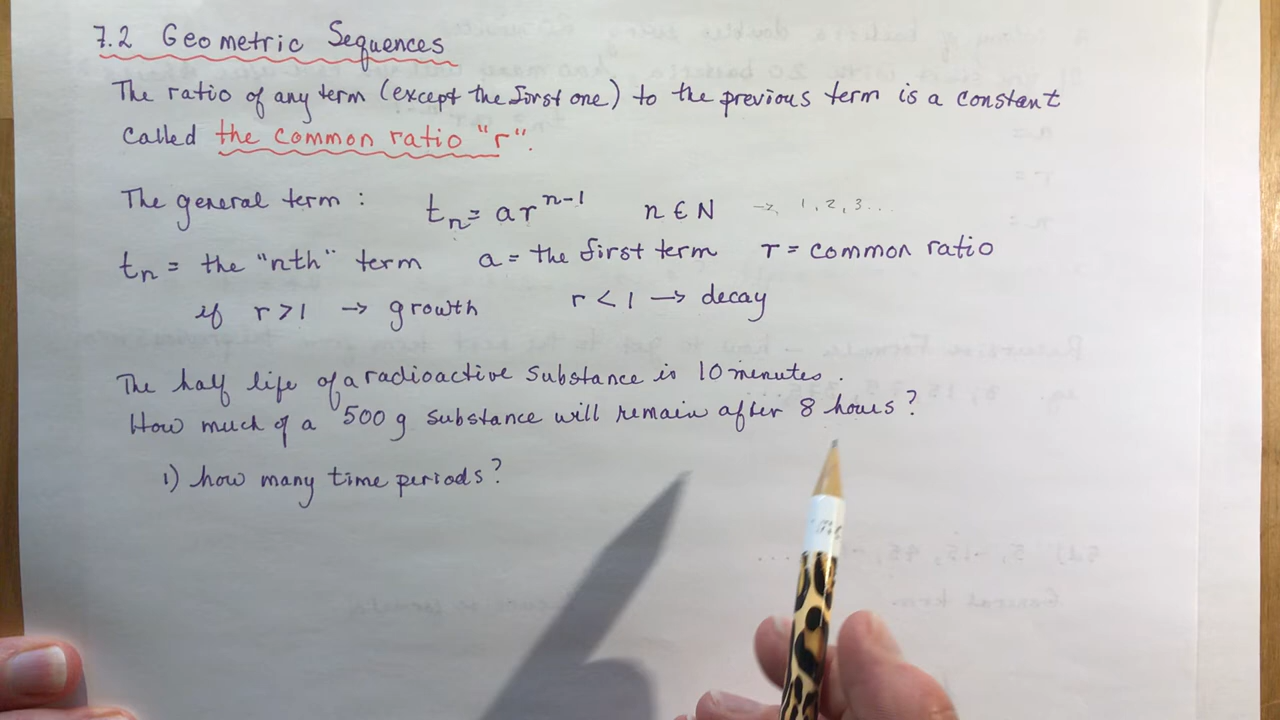 7.2 Geometric Sequences
The ratio of any term (except the first one) to the previous term is a constant
called the common ratio "r".
The general term : tn = ar^n-1 n ∈ N → 1, 2, 3...
tn = the "nth" term a = the first term r = common ratio
if r > 1 → growth r < 1 → decay
The half life of a radioactive substance is 10 minutes.
How much of a 500 g substance will remain after 8 hours?
1) how many time periods?